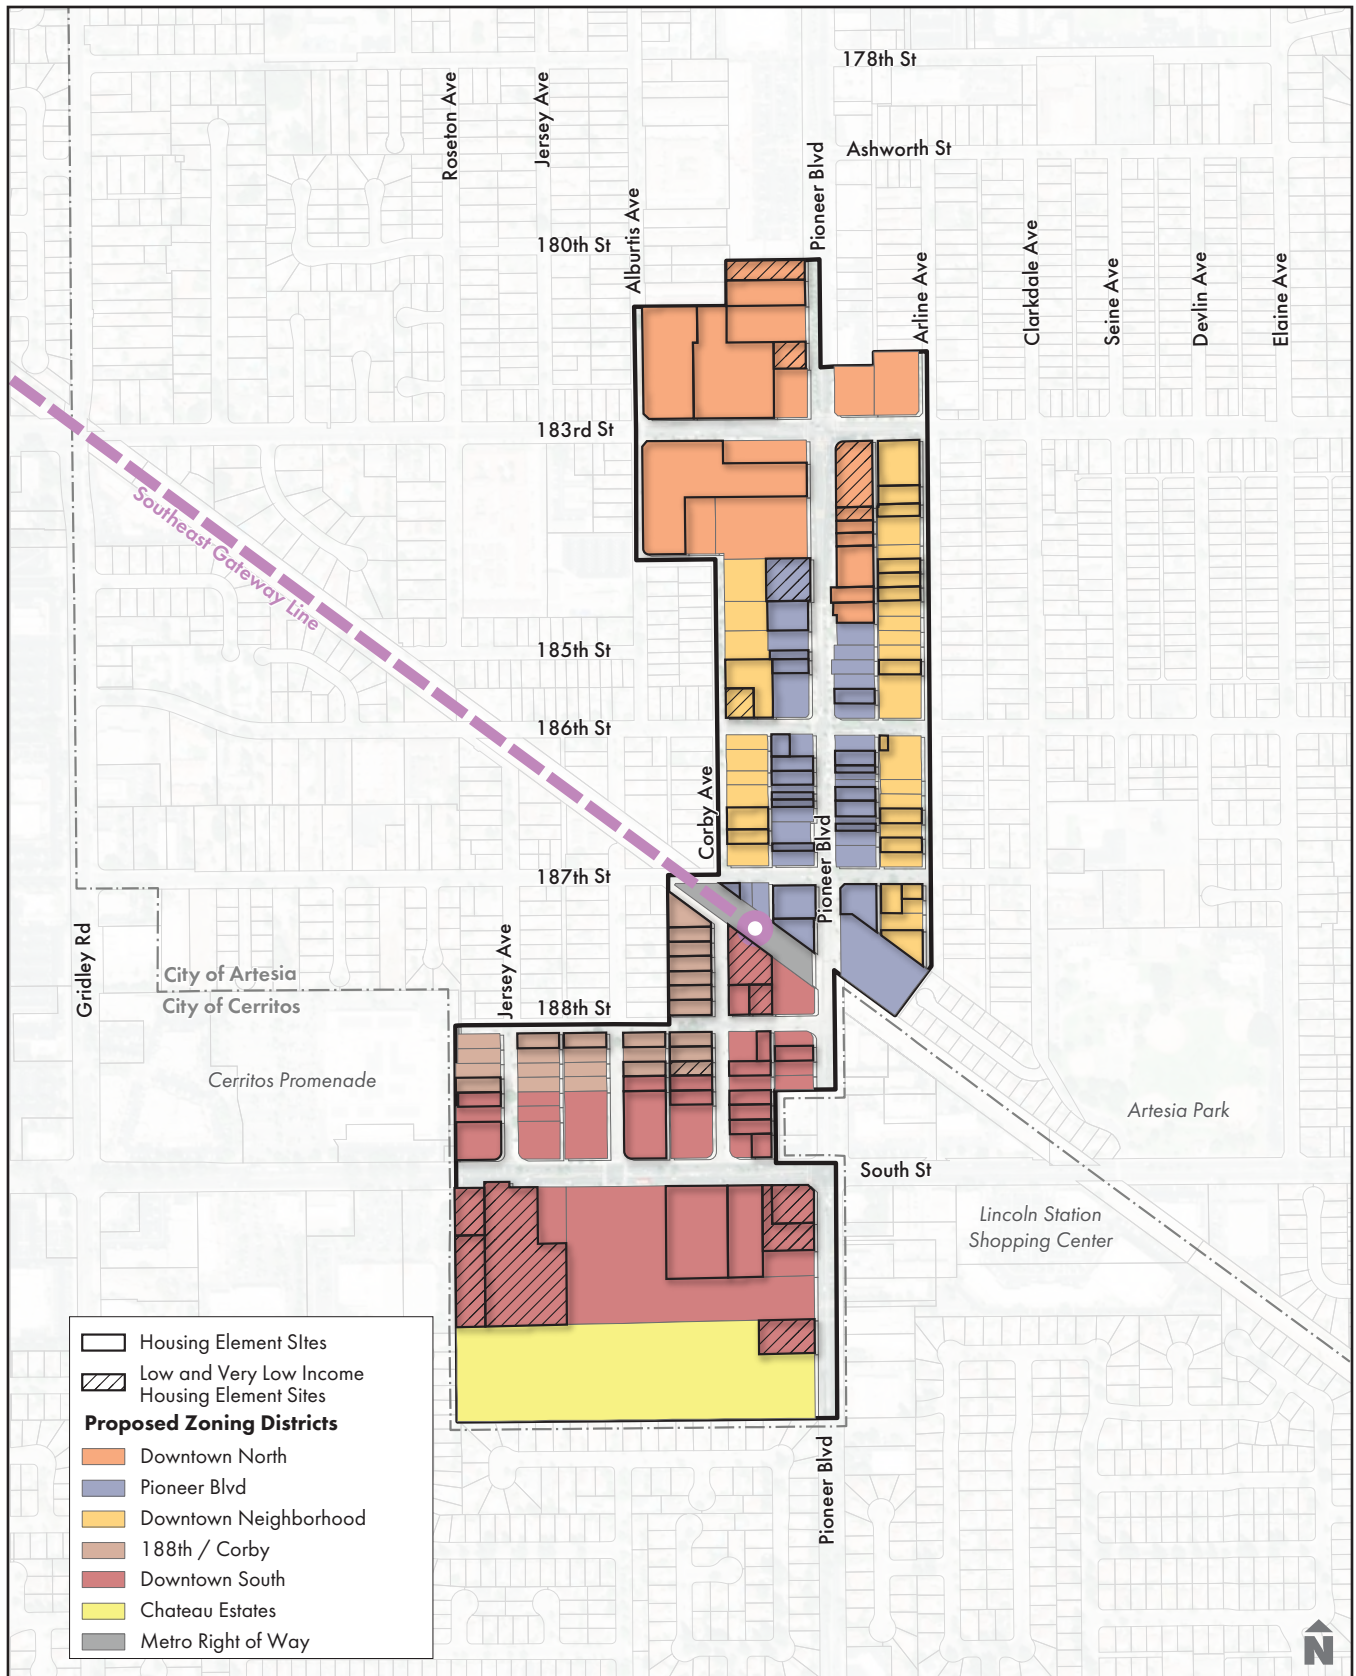 178th St
Roseton Ave
Jersey Ave
Ashworth St
Pioneer Blvd
Alburtis Ave
180th St
Arline Ave
Clarkdale Ave
Seine Ave
Devlin Ave
Elaine Ave
183rd St
Southeast Gateway Line
185th St
186th St
Corby Ave
Pioneer Blvd
187th St
Gridley Rd
Jersey Ave
City of Artesia
City of Cerritos
188th St
Cerritos Promenade
Artesia Park
South St
Lincoln Station
Shopping Center
Housing Element SItes
Low and Very Low Income
Housing Element Sites
Proposed Zoning Districts
Downtown North
Pioneer Blvd
Downtown Neighborhood
188th / Corby
Downtown South
Chateau Estates
Metro Right of Way
Pioneer Blvd
N